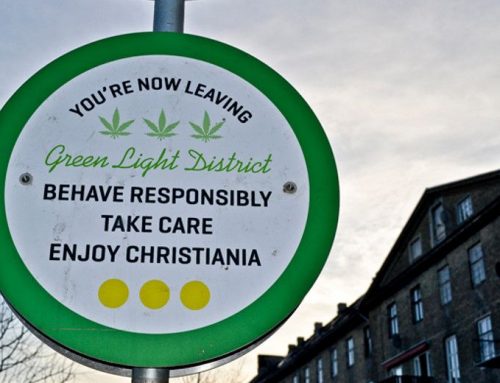 YOU'RE NOW LEAVING
Green Light District
BEHAVE RESPONSIBLY
TAKE CARE
ENJOY CHRISTIANIA